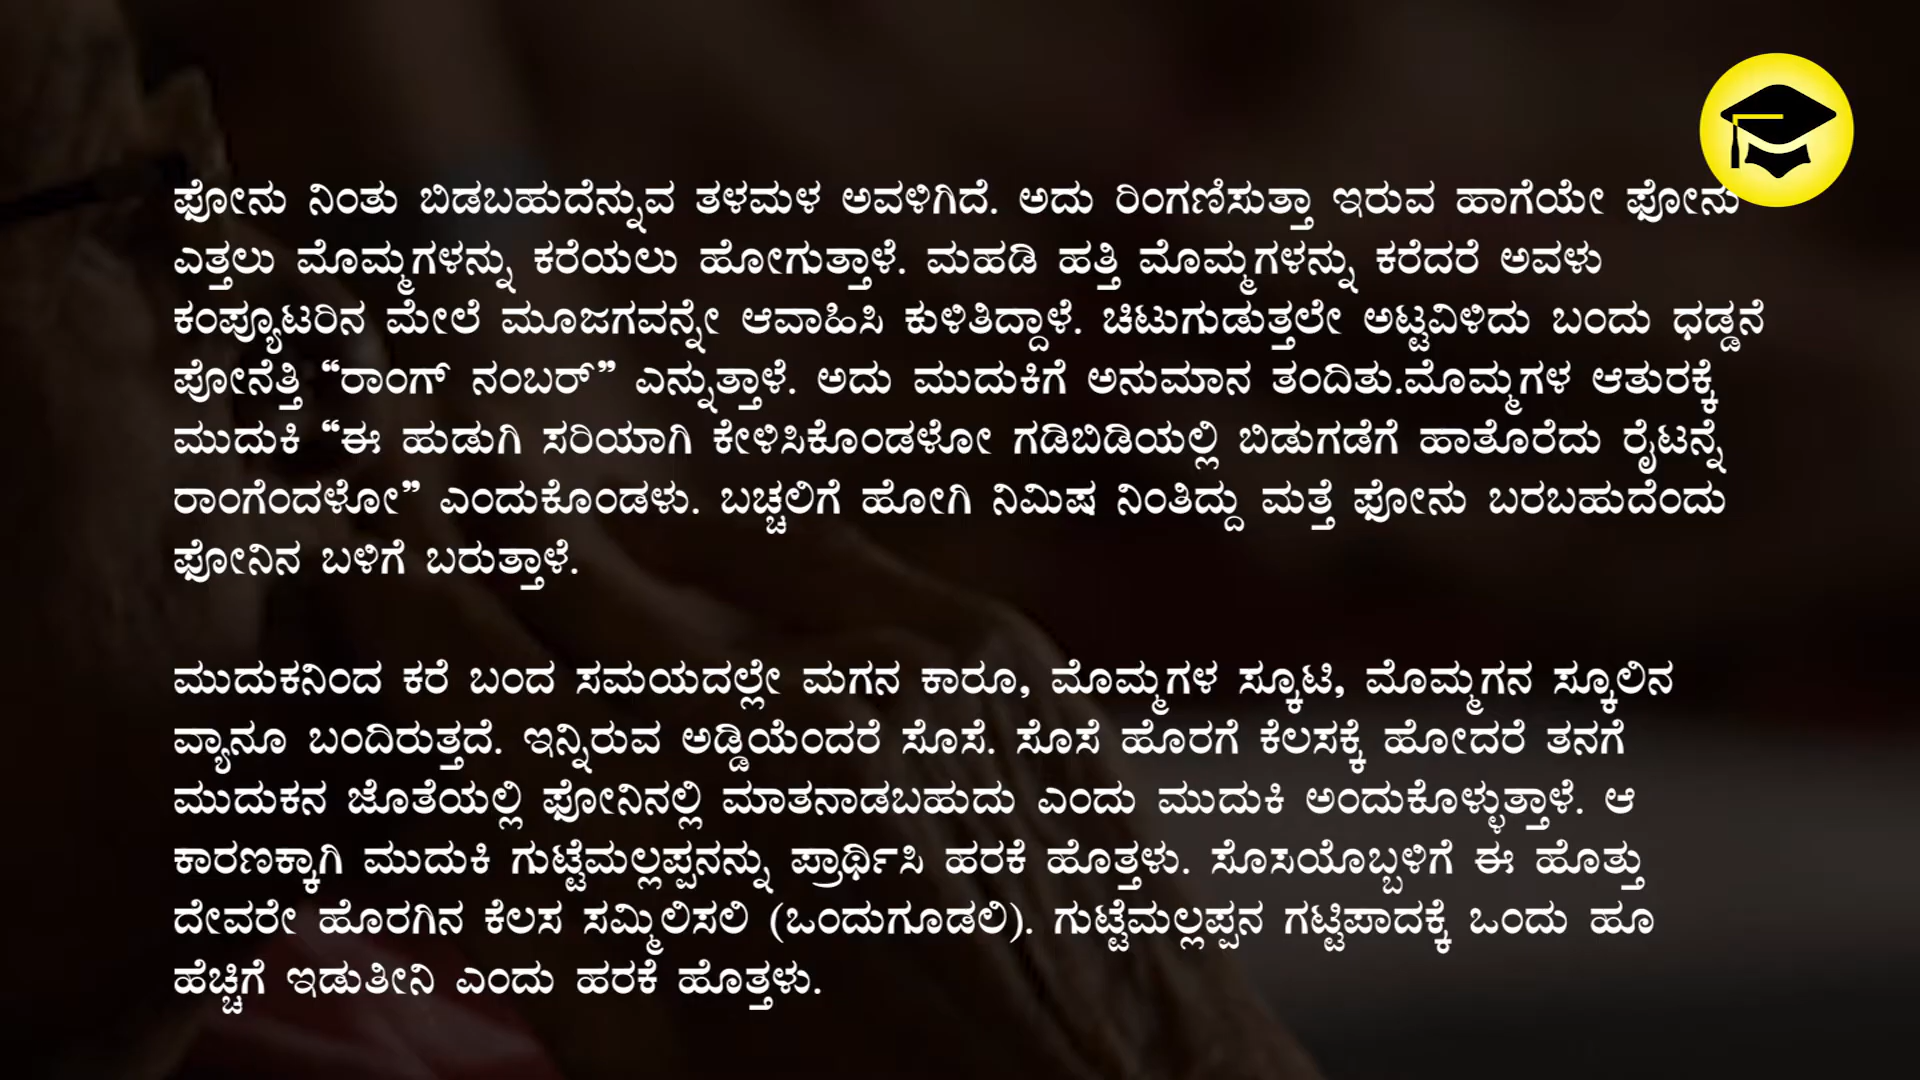 ಫೋನು ನಿಂತು ಬಿಡಬಹುದೆನ್ನುವ ತಳಮಳ ಅವಳಿಗಿದೆ. ಅದು ರಿಂಗಣಿಸುತ್ತಾ ಇರುವ ಹಾಗೆಯೇ ಫೋನು
ಎತ್ತಲು ಮೊಮ್ಮಗಳನ್ನು ಕರೆಯಲು ಹೋಗುತ್ತಾಳೆ. ಮಹಡಿ ಹತ್ತಿ ಮೊಮ್ಮಗಳನ್ನು ಕರೆದರೆ ಅವಳು
ಕಂಪ್ಯೂಟರಿನ ಮೇಲೆ ಮೂಜಗವನ್ನೇ ಆವಾಹಿಸಿ ಕುಳಿತಿದ್ದಾಳೆ. ಚಿಟುಗುಡುತ್ತಲೇ ಅಟ್ಟವಿಳಿದು ಬಂದು ಧಡ್ಡನೆ
ಪೋನೆತ್ತಿ “ರಾಂಗ್ ನಂಬರ್” ಎನ್ನುತ್ತಾಳೆ. ಅದು ಮುದುಕಿಗೆ ಅನುಮಾನ ತಂದಿತು.ಮೊಮ್ಮಗಳ ಆತುರಕ್ಕೆ
ಮುದುಕಿ “ಈ ಹುಡುಗಿ ಸರಿಯಾಗಿ ಕೇಳಿಸಿಕೊಂಡಳೋ ಗಡಿಬಿಡಿಯಲ್ಲಿ ಬಿಡುಗಡೆಗೆ ಹಾತೊರೆದು ರೈಟನ್ನೆ
ರಾಂಗೆಂದಳೋ” ಎಂದುಕೊಂಡಳು. ಬಚ್ಚಲಿಗೆ ಹೋಗಿ ನಿಮಿಷ ನಿಂತಿದ್ದು ಮತ್ತೆ ಫೋನು ಬರಬಹುದೆಂದು
ಫೋನಿನ ಬಳಿಗೆ ಬರುತ್ತಾಳೆ.
ಮುದುಕನಿಂದ ಕರೆ ಬಂದ ಸಮಯದಲ್ಲೇ ಮಗನ ಕಾರೂ, ಮೊಮ್ಮಗಳ ಸ್ಕೂಟಿ, ಮೊಮ್ಮಗನ ಸ್ಕೂಲಿನ
ವ್ಯಾನೂ ಬಂದಿರುತ್ತದೆ. ಇನ್ನಿರುವ ಅಡ್ಡಿಯೆಂದರೆ ಸೊಸೆ. ಸೊಸೆ ಹೊರಗೆ ಕೆಲಸಕ್ಕೆ ಹೋದರೆ ತನಗೆ
ಮುದುಕನ ಜೊತೆಯಲ್ಲಿ ಫೋನಿನಲ್ಲಿ ಮಾತನಾಡಬಹುದು ಎಂದು ಮುದುಕಿ ಅಂದುಕೊಳ್ಳುತ್ತಾಳೆ. ಆ
ಕಾರಣಕ್ಕಾಗಿ ಮುದುಕಿ ಗುಟ್ಟೆಮಲ್ಲಪ್ಪನನ್ನು ಪ್ರಾರ್ಥಿಸಿ ಹರಕೆ ಹೊತ್ತಳು. ಸೊಸಯೊಬ್ಬಳಿಗೆ ಈ ಹೊತ್ತು
ದೇವರೇ ಹೊರಗಿನ ಕೆಲಸ ಸಮ್ಮಿಲಿಸಲಿ (ಒಂದುಗೂಡಲಿ). ಗುಟ್ಟೆಮಲ್ಲಪ್ಪನ ಗಟ್ಟಿಪಾದಕ್ಕೆ ಒಂದು ಹೂ
ಹೆಚ್ಚಿಗೆ ಇಡುತೀನಿ ಎಂದು ಹರಕೆ ಹೊತ್ತಳು.